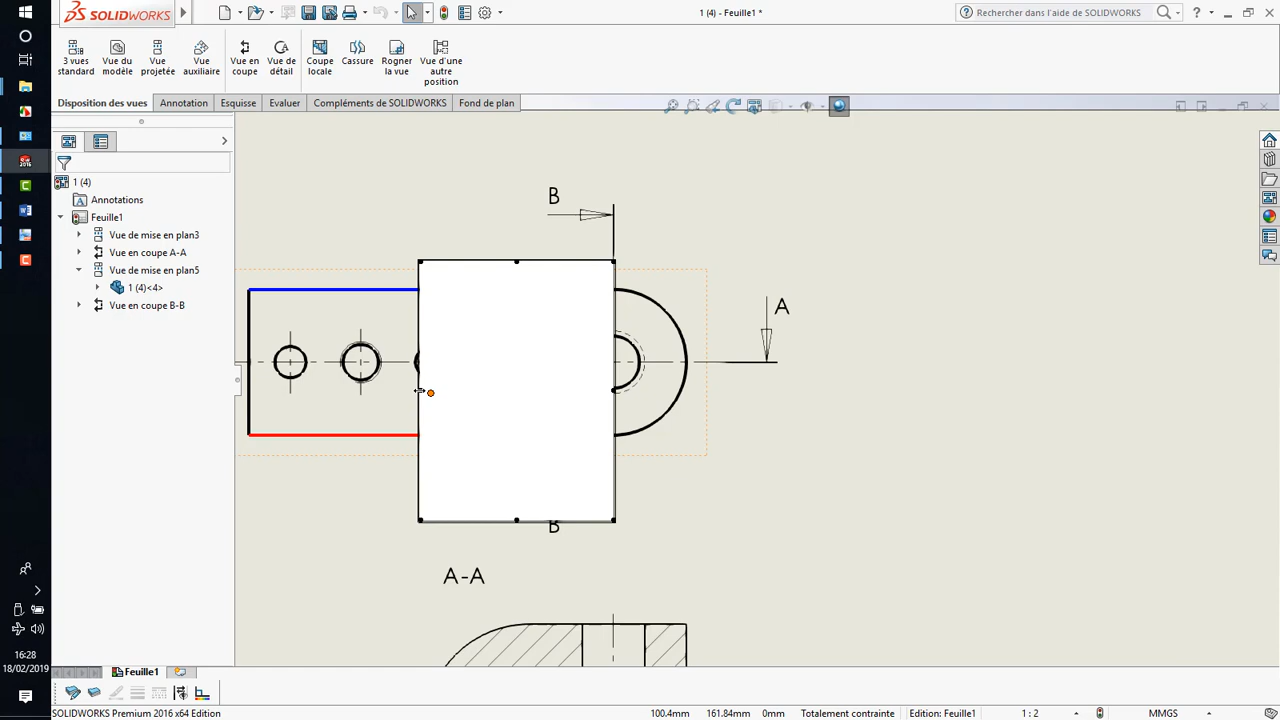 SOLIDWORKS
1 (4) - Feuille1 *
Rechercher dans l'aide de SOLIDWORKS
?
3 vues standard
Vue du modèle
Vue projetée
Vue auxiliaire
Vue en coupe
Vue de détail
Coupe locale
Cassure
Rogner la vue
Vue d'une autre position
Disposition des vues
Annotation
Esquisse
Evaluer
Compléments de SOLIDWORKS
Fond de plan
1 (4)
Annotations
Feuille1
Vue de mise en plan3
Vue en coupe A-A
Vue de mise en plan5
1 (4)<4>
Vue en coupe B-B
B
A
B
A-A
16:28
18/02/2019
Feuille1
SOLIDWORKS Premium 2016 x64 Edition
100.4mm
161.84mm
0mm
Totalement contrainte
Edition: Feuille1
1 : 2
MMGS